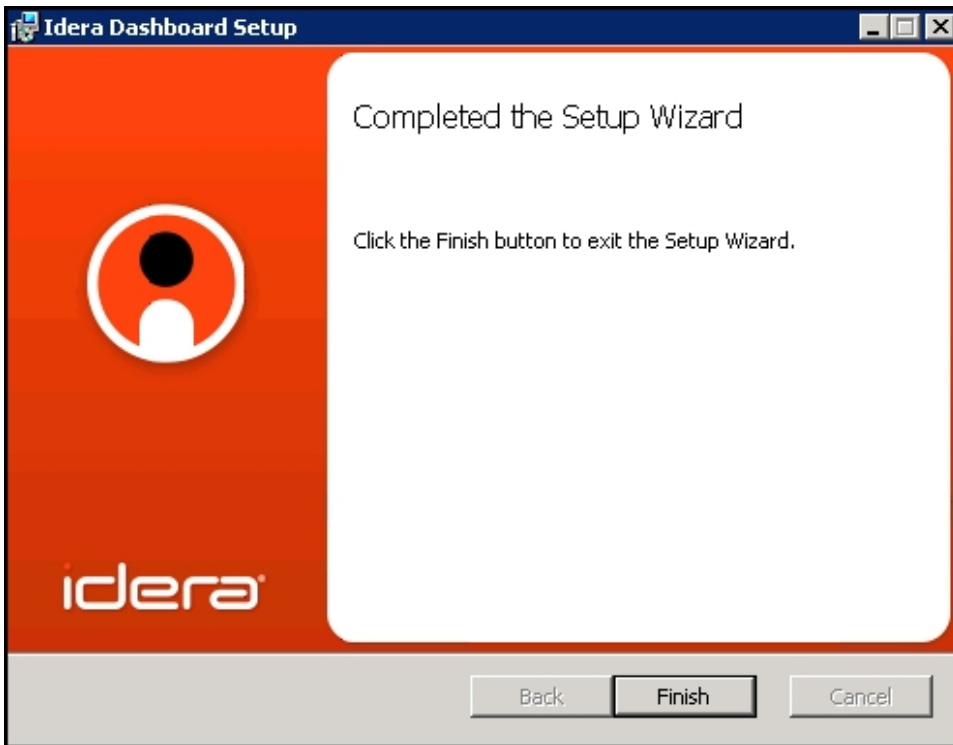 Idera Dashboard Setup
Completed the Setup Wizard
Click the Finish button to exit the Setup Wizard.
idera
Back
Finish
Cancel